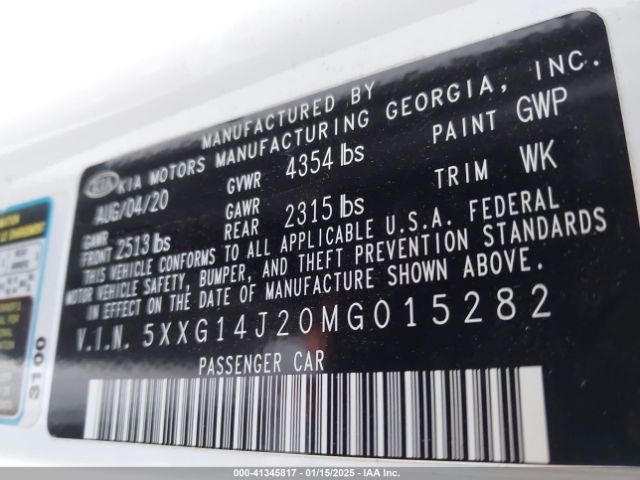 MANUFACTURED BY
KIA KIA MOTORS MANUFACTURING GEORGIA, INC.
AUG/04/20 GVWR 4354 lbs PAINT GWP
GAWR FRONT 2513 lbs GAWR REAR 2315 lbs TRIM WK
THIS VEHICLE CONFORMS TO ALL APPLICABLE U.S.A. FEDERAL
MOTOR VEHICLE SAFETY, BUMPER, AND THEFT PREVENTION STANDARDS
IN EFFECT ON THE DATE OF MANUFACTURE SHOWN ABOVE.
V.I.N. 5XXG14J20MG015282
PASSENGER CAR
3100
000-41345817 - 01/15/2025 - IAA Inc.